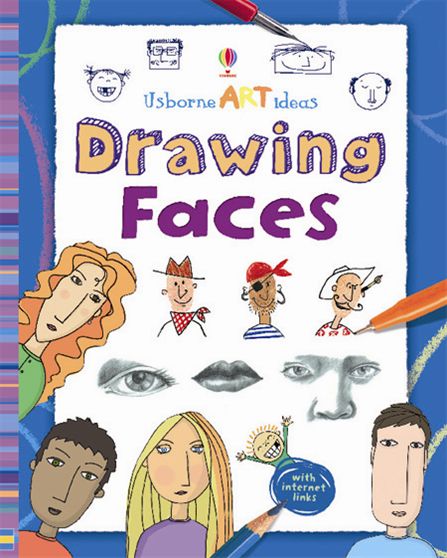 Usborne ART Ideas
Drawing
Faces
with
internet
links